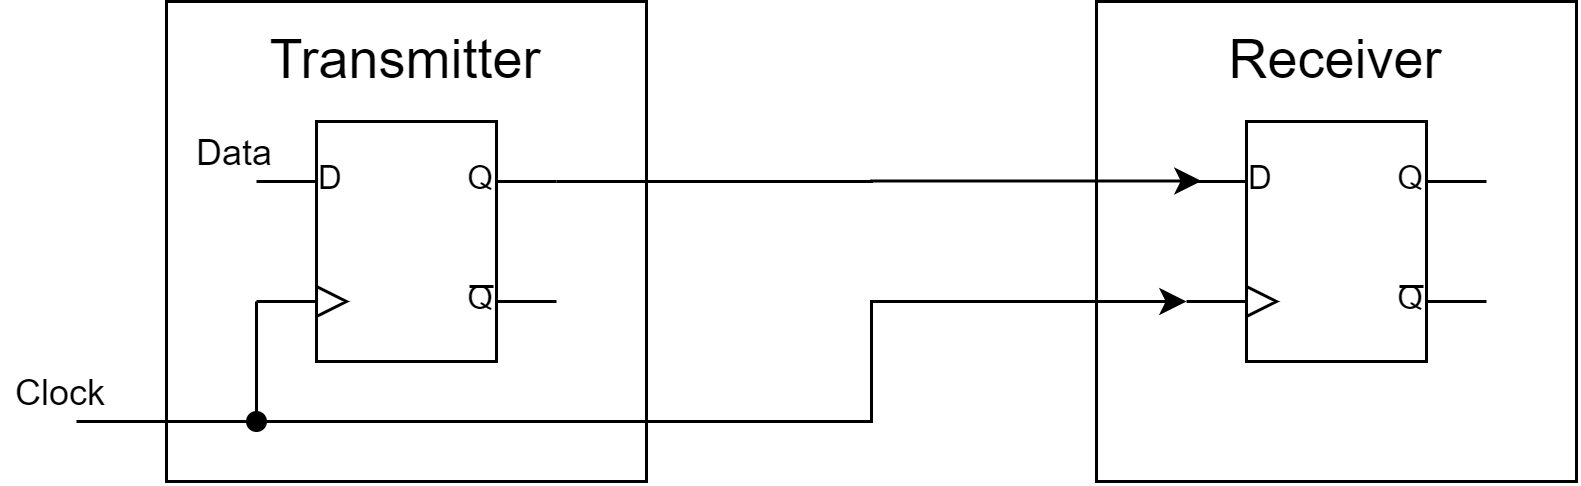 Transmitter
Receiver
Data
D
Q
D
Q
Q̅
Q̅
Clock